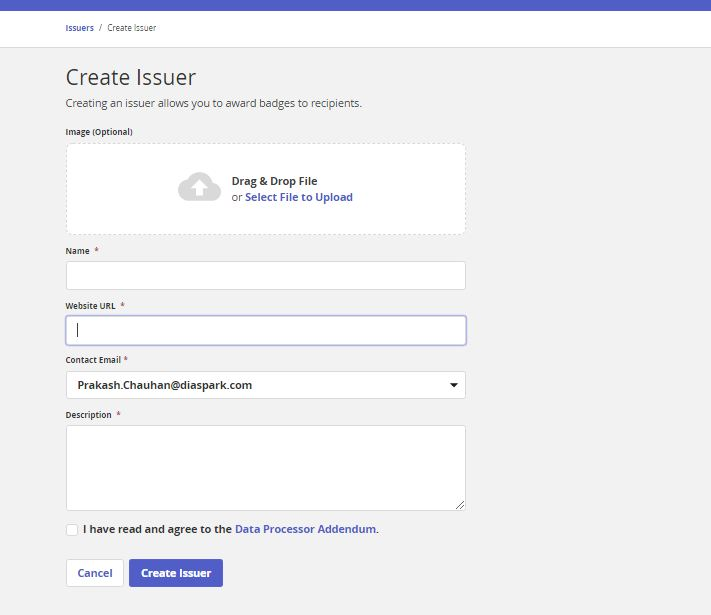 Issuers / Create Issuer
Create Issuer
Creating an issuer allows you to award badges to recipients.
Image (Optional)
Drag & Drop File
or Select File to Upload
Name *
Website URL *
Contact Email *
Prakash.Chauhan@diaspark.com
Description *
I have read and agree to the Data Processor Addendum.
Cancel Create Issuer